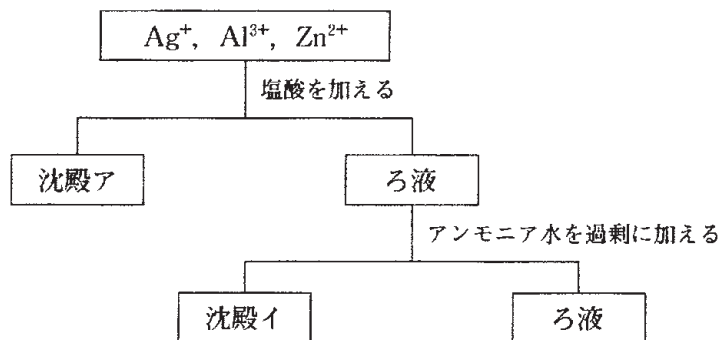 Ag⁺, Al³⁺, Zn²⁺
塩酸を加える
沈殿ア
ろ液
アンモニア水を過剰に加える
沈殿イ
ろ液